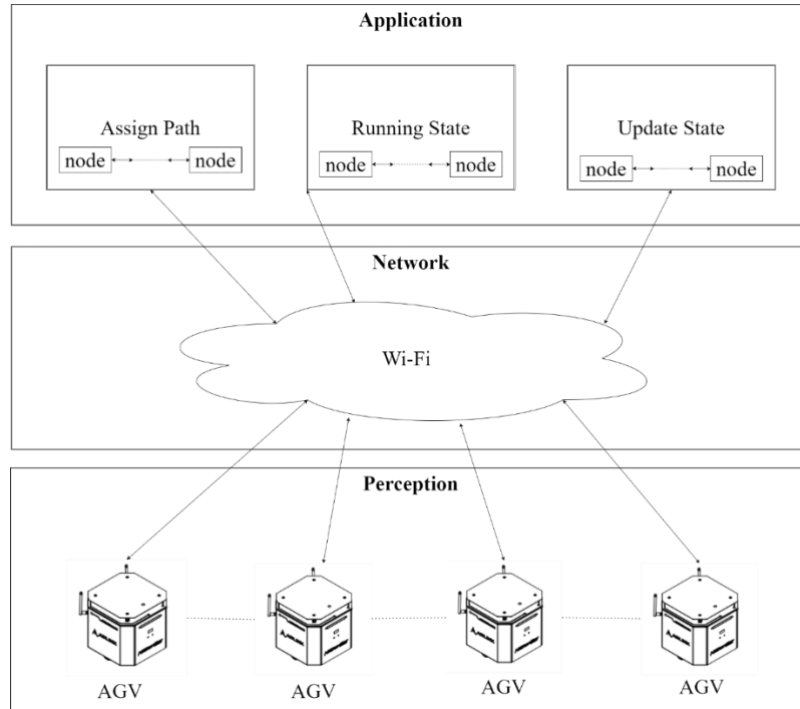 Application
Assign Path
Running State
Update State
node
node
node
node
node
node
Network
Wi-Fi
Perception
AGV
AGV
AGV
AGV